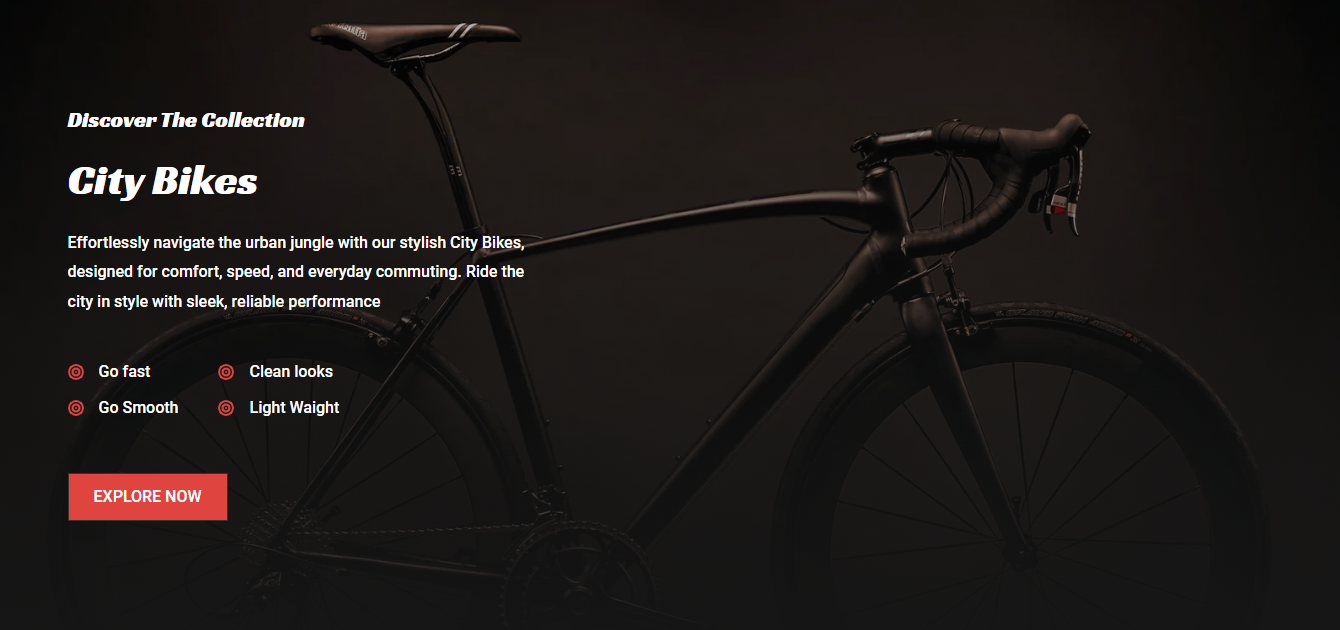 Discover The Collection
City Bikes
Effortlessly navigate the urban jungle with our stylish City Bikes,
designed for comfort, speed, and everyday commuting. Ride the
city in style with sleek, reliable performance
Go fast
Clean looks
Go Smooth
Light Waight
EXPLORE NOW